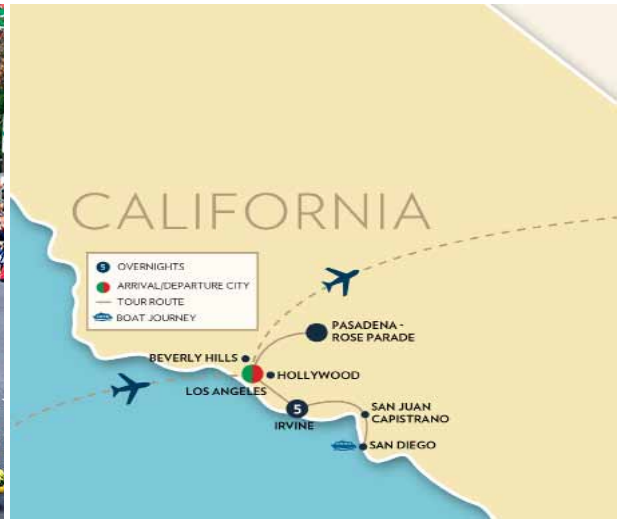 CALIFORNIA
5 OVERNIGHTS
ARRIVAL/DEPARTURE CITY
TOUR ROUTE
BOAT JOURNEY
PASADENA -
ROSE PARADE
BEVERLY HILLS
HOLLYWOOD
LOS ANGELES
5
IRVINE
SAN JUAN
CAPISTRANO
SAN DIEGO